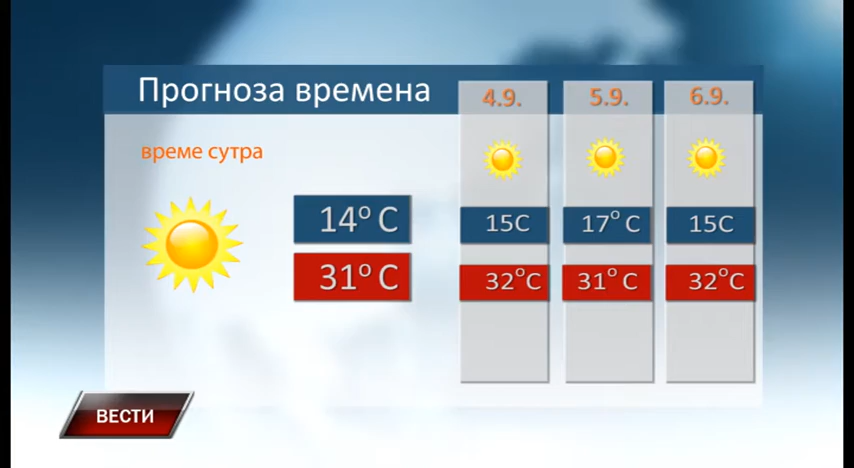 Прогноза времена
време сутра
14° C
31° C
4.9. 5.9. 6.9.
15C 17°C 15C
32°C 31°C 32°C
ВЕСТИ